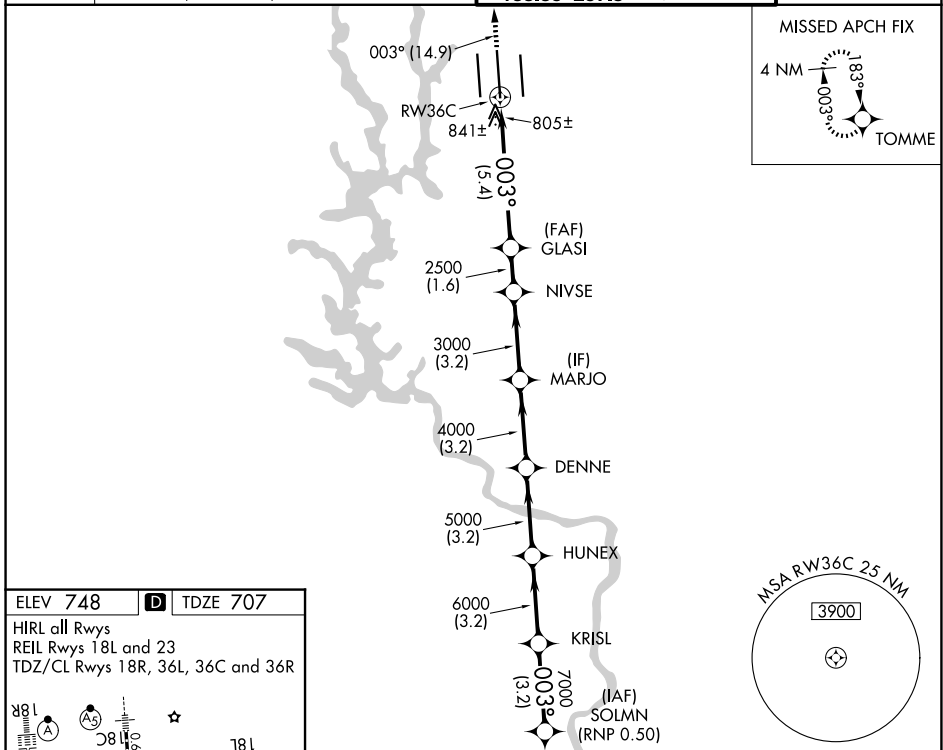 003° (14.9)
RW36C
841±
805±
003°
(5.4)
(FAF)
GLASI
2500
(1.6)
NIVSE
3000
(3.2)
(IF)
MARJO
4000
(3.2)
DENNE
5000
(3.2)
HUNEX
6000
(3.2)
KRISL
7000
003°
(3.2)
(IAF)
SOLMN
(RNP 0.50)
MISSED APCH FIX
4 NM
183°
003°
TOMME
MSA RW36C 25 NM
3900
ELEV 748 D TDZE 707
HIRL all Rwys
REIL Rwys 18L and 23
TDZ/CL Rwys 18R, 36L, 36C and 36R
18R
A
A5
18C
18L